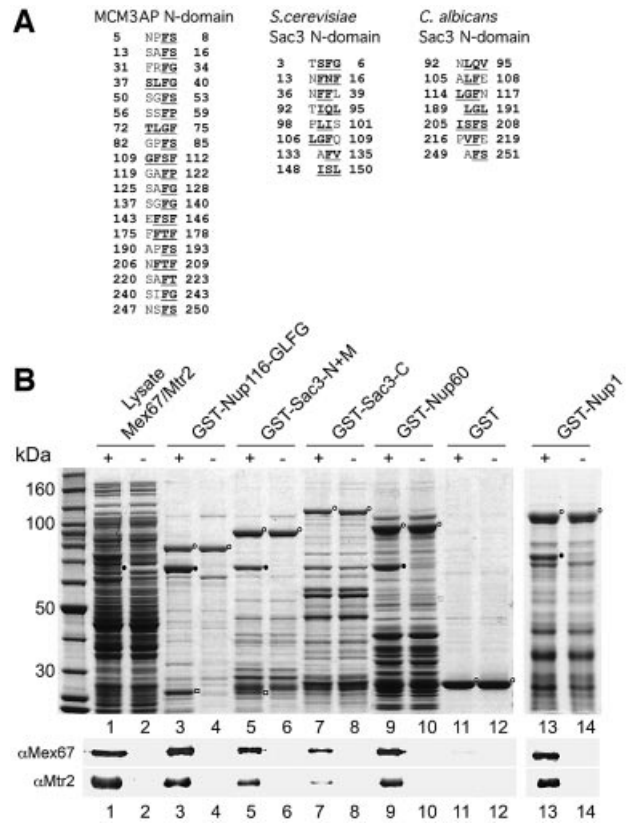 A
MCM3AP N-domain
5 NPFS 8
13 SAFS 16
31 FRFG 34
37 SLFG 40
50 SGFS 53
56 SSFP 59
72 TLGF 75
82 GPFS 85
109 GFSF 112
119 GAFP 122
125 SAFG 128
137 SGFG 140
143 EFSF 146
175 FFTF 178
190 APFS 193
206 NFTF 209
220 SAFT 223
240 SIFG 243
247 NSFS 250
S.cerevisiae
Sac3 N-domain
3 TSFG 6
13 NFNF 16
36 NFFL 39
92 TIQL 95
98 PLIS 101
106 LGFQ 109
133 AFV 135
148 ISL 150
C. albicans
Sac3 N-domain
92 NLQV 95
105 ALFE 108
114 LGFN 117
189 LGL 191
205 ISFS 208
216 PVFE 219
249 AFS 251
B
Lysate
Mex67/Mtr2
GST-Nup116-GLFG
GST-Sac3-N+M
GST-Sac3-C
GST-Nup60
GST
GST-Nup1
kDa + - + - + - + - + - + - + -
160
100
50
30
1 2 3 4 5 6 7 8 9 10 11 12 13 14
αMex67
αMtr2
1 2 3 4 5 6 7 8 9 10 11 12 13 14